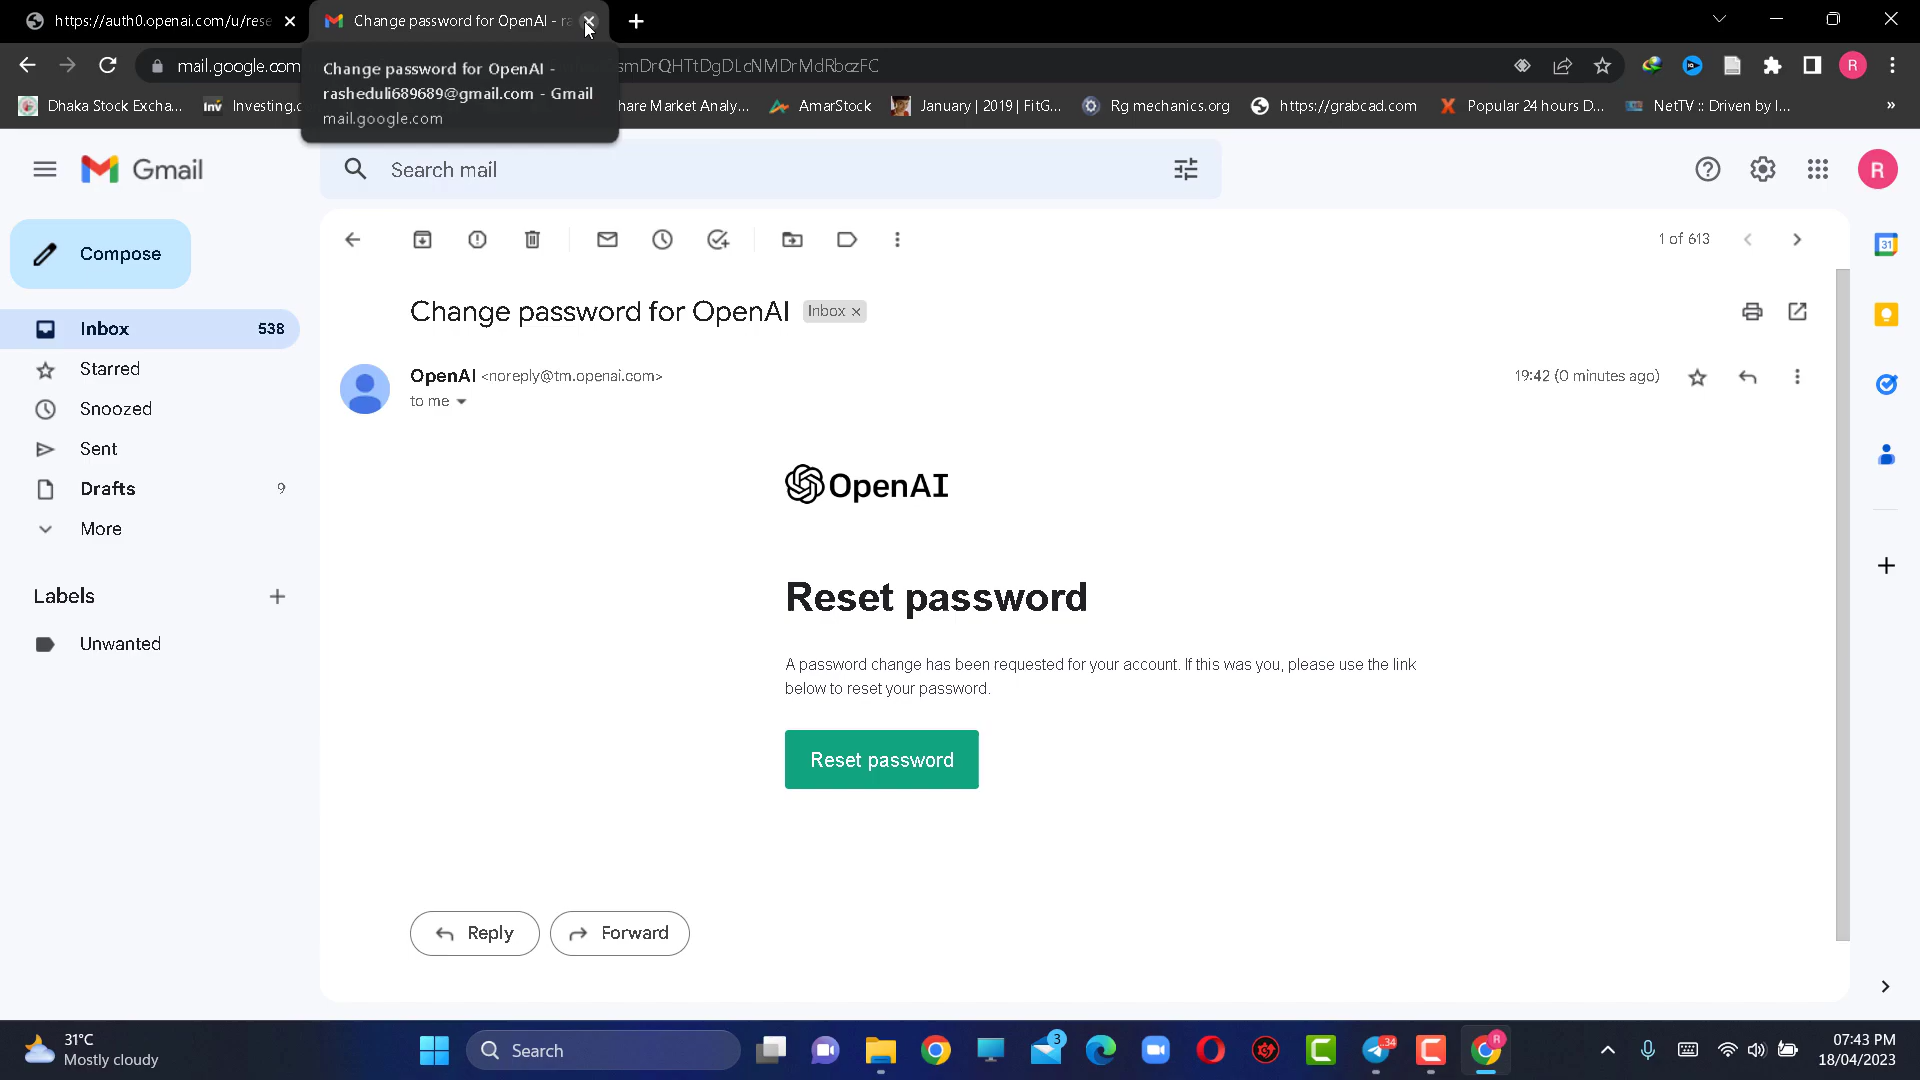 https://auth0.openai.com/u/rese
Change password for OpenAI - ra
mail.google.com
smDrQHTtDgDLcNMDrMdRbczFC
R
Change password for OpenAI -
rasheduli689689@gmail.com - Gmail
mail.google.com
Dhaka Stock Excha...
Inv Investing.c
hare Market Analy...
AmarStock
January | 2019 | FitG...
Rg mechanics.org
https://grabcad.com
Popular 24 hours D...
NetTV :: Driven by I...
»
Gmail
Search mail
R
Compose
1 of 613
31
Inbox 538
Starred
Snoozed
Sent
Drafts 9
More
Labels
Unwanted
Change password for OpenAI
Inbox ×
OpenAI <noreply@tm.openai.com>
19:42 (0 minutes ago)
to me
OpenAI
Reset password
A password change has been requested for your account. If this was you, please use the link
below to reset your password.
Reset password
Reply
Forward
31°C
Mostly cloudy
Search
3
34
R
07:43 PM
18/04/2023